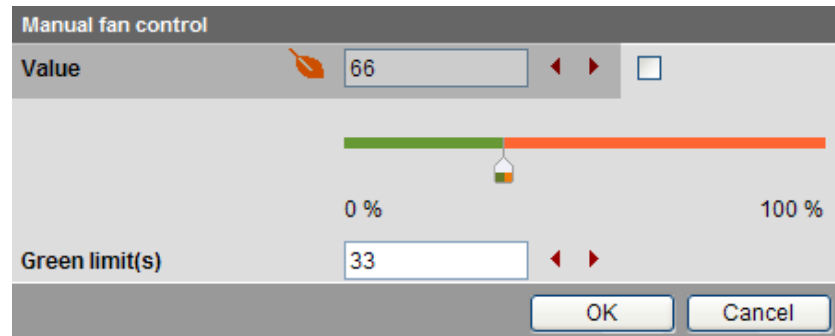 Manual fan control
Value 66
0 % 100 %
Green limit(s) 33
OK Cancel